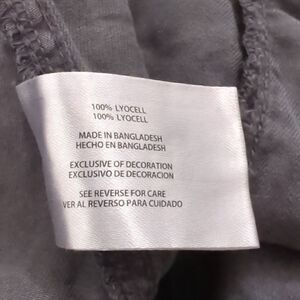 100% LYOCELL
100% LYOCELL
MADE IN BANGLADESH
HECHO EN BANGLADESH
EXCLUSIVE OF DECORATION
EXCLUSIVO DE DECORACION
SEE REVERSE FOR CARE
VER AL REVERSO PARA CUIDADO